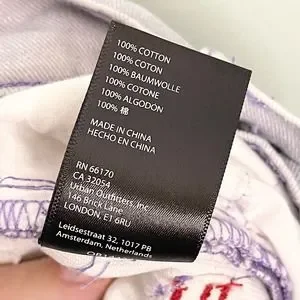 100% COTTON
100% COTON
100% BAUMWOLLE
100% COTONE
100% ALGODON
100% 棉
MADE IN CHINA
HECHO EN CHINA
RN 66170
CA 32054
Urban Outfitters, Inc.
146 Brick Lane
LONDON, E1 6RU
Leidsestraat 32, 1017 PB
Amsterdam, Netherlands